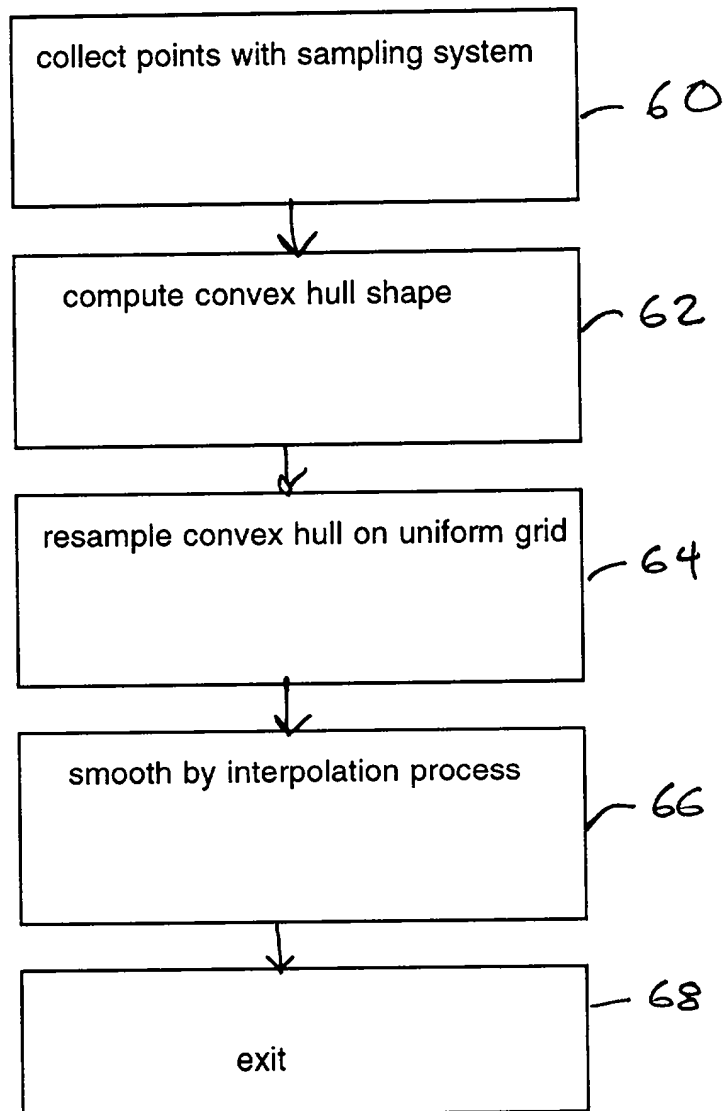 collect points with sampling system
60
compute convex hull shape
62
resample convex hull on uniform grid
64
smooth by interpolation process
66
exit
68